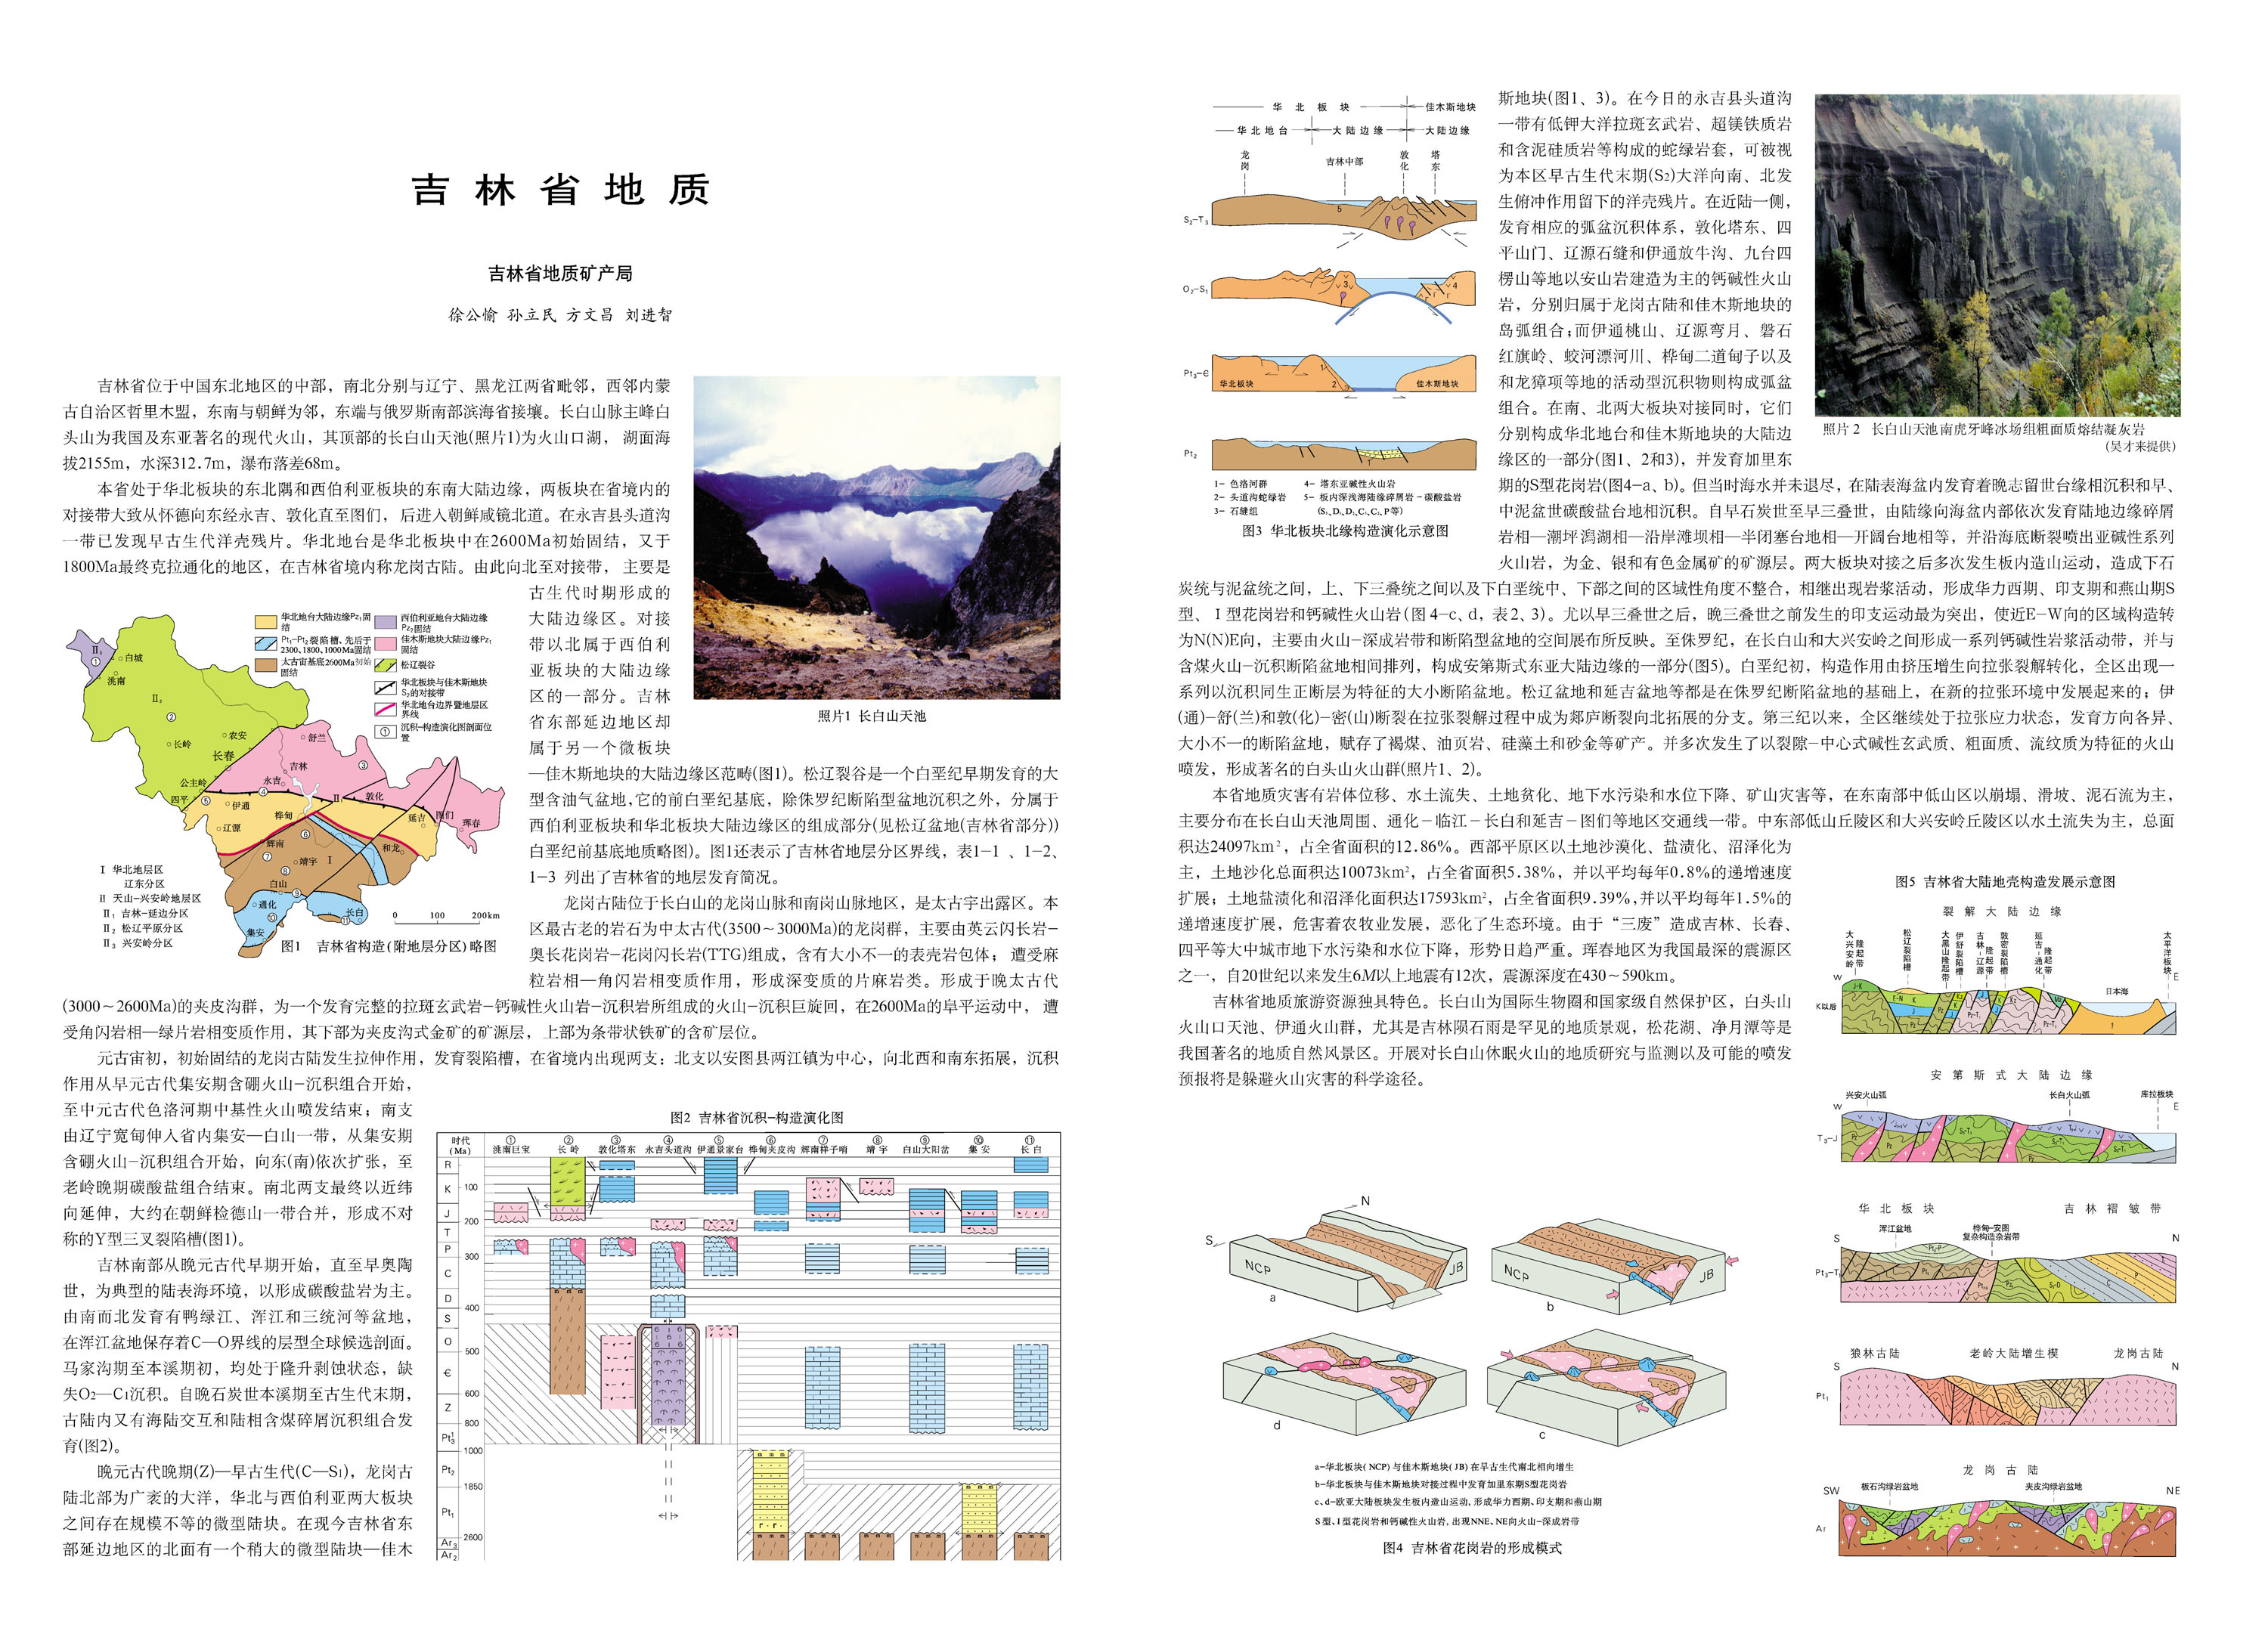 吉林省地质
吉林省地质矿产局
徐公愉 孙立民 方文昌 刘进智
吉林省位于中国东北地区的中部，南北分别与辽宁、黑龙江两省毗邻，西邻内蒙
古自治区哲里木盟，东南与朝鲜为邻，东端与俄罗斯南部滨海省接壤。长白山脉主峰白
头山为我国及东亚著名的现代火山，其顶部的长白山天池(照片1)为火山口湖， 湖面海
拔2155m，水深312.7m，瀑布落差68m。
本省处于华北板块的东北隅和西伯利亚板块的东南大陆边缘，两板块在省境内的
对接带大致从怀德向东经永吉、敦化直至图们，后进入朝鲜咸镜北道。在永吉县头道沟
一带已发现早古生代洋壳残片。华北地台是华北板块中在2600Ma初始固结，又于
1800Ma最终克拉通化的地区，在吉林省境内称龙岗古陆。由此向北至对接带， 主要是
古生代时期形成的
大陆边缘区。对接
带以北属于西伯利
亚板块的大陆边缘
区的一部分。吉林
省东部延边地区却
属于另一个微板块
—佳木斯地块的大陆边缘区范畴(图1)。松辽裂谷是一个白垩纪早期发育的大
型含油气盆地,它的前白垩纪基底，除侏罗纪断陷型盆地沉积之外，分属于
西伯利亚板块和华北板块大陆边缘区的组成部分(见松辽盆地(吉林省部分))
白垩纪前基底地质略图)。图1还表示了吉林省地层分区界线，表1-1 、1-2、
1-3 列出了吉林省的地层发育简况。
龙岗古陆位于长白山的龙岗山脉和南岗山脉地区，是太古宇出露区。本
区最古老的岩石为中太古代(3500～3000Ma)的龙岗群，主要由英云闪长岩-
奥长花岗岩-花岗闪长岩(TTG)组成，含有大小不一的表壳岩包体； 遭受麻
粒岩相—角闪岩相变质作用，形成深变质的片麻岩类。形成于晚太古代
(3000～2600Ma)的夹皮沟群，为一个发育完整的拉斑玄武岩-钙碱性火山岩-沉积岩所组成的火山-沉积巨旋回，在2600Ma的阜平运动中， 遭
受角闪岩相—绿片岩相变质作用，其下部为夹皮沟式金矿的矿源层，上部为条带状铁矿的含矿层位。
元古宙初，初始固结的龙岗古陆发生拉伸作用，发育裂陷槽，在省境内出现两支：北支以安图县两江镇为中心，向北西和南东拓展，沉积
作用从早元古代集安期含硼火山-沉积组合开始，
至中元古代色洛河期中基性火山喷发结束；南支
由辽宁宽甸伸入省内集安—白山一带，从集安期
含硼火山-沉积组合开始，向东(南)依次扩张，至
老岭晚期碳酸盐组合结束。南北两支最终以近纬
向延伸，大约在朝鲜检德山一带合并，形成不对
称的Y型三叉裂陷槽(图1)。
吉林南部从晚元古代早期开始，直至早奥陶
世，为典型的陆表海环境，以形成碳酸盐岩为主。
由南而北发育有鸭绿江、浑江和三统河等盆地，
在浑江盆地保存着C—O界线的层型全球候选剖面。
马家沟期至本溪期初，均处于隆升剥蚀状态，缺
失O₂—C₁沉积。自晚石炭世本溪期至古生代末期，
古陆内又有海陆交互和陆相含煤碎屑沉积组合发
育(图2)。
晚元古代晚期(Z)—早古生代(C—S₁)，龙岗古
陆北部为广袤的大洋，华北与西伯利亚两大板块
之间存在规模不等的微型陆块。在现今吉林省东
部延边地区的北面有一个稍大的微型陆块—佳木
照片1 长白山天池
华北地台大陆边缘Pz₁固结
Pt₁-Pt₂裂陷槽、先后于2300、1800、1000Ma固结
太古宙基底2600Ma初始固结
西伯利亚地台大陆边缘Pz₂固结
佳木斯地块大陆边缘Pz₁固结
松辽裂谷
华北板块与佳木斯地块S₂的对接带
华北地台边界暨地层区界线
① 沉积-构造演化图剖面位置
Ⅱ₃
①
白城
洮南
Ⅱ₂
②
长岭
农安
长春
舒兰
吉林
③
公主岭
永吉
④
四平
⑤
伊通
桦甸
Ⅱ₁
敦化
延吉
图们
珲春
辽源
⑥
辉南
⑦
靖宇
Ⅰ
和龙
⑧
白山
⑨
通化
⑩
长白
⑪
集安
Ⅰ 华北地层区
辽东分区
Ⅱ 天山-兴安岭地层区
Ⅱ₁ 吉林-延边分区
Ⅱ₂ 松辽平原分区
Ⅱ₃ 兴安岭分区
0 100 200km
图1 吉林省构造(附地层分区)略图
图2 吉林省沉积-构造演化图
时代(Ma)
① ② ③ ④ ⑤ ⑥ ⑦ ⑧ ⑨ ⑩ ⑪
洮南巨宝 长岭 敦化塔东 永吉头道沟 伊通景家台 桦甸夹皮沟 辉南样子哨 靖宇 白山大阳岔 集安 长白
R
K 100
J
200
T
P 300
C
D
400
S
O
500
Є
600
Z
800
Pt₃¹
1000
Pt₂
1850
Pt₁
2600
Ar₃
Ar₂
华北板块 佳木斯地块
华北地台 大陆边缘 大陆边缘
龙岗 吉林中部 敦化 塔东
S₂-T₃
5
O₂-S₁
3 4
Pt₃-Є
华北板块 1 2 佳木斯地块
Pt₂
1
1- 色洛河群
2- 头道沟蛇绿岩
3- 石缝组
4- 塔东亚碱性火山岩
5- 板内深浅海陆缘碎屑岩-碳酸盐岩
图3 华北板块北缘构造演化示意图
斯地块(图1、3)。在今日的永吉县头道沟
一带有低钾大洋拉斑玄武岩、超镁铁质岩
和含泥硅质岩等构成的蛇绿岩套，可被视
为本区早古生代末期(S₂)大洋向南、北发
生俯冲作用留下的洋壳残片。在近陆一侧，
发育相应的弧盆沉积体系，敦化塔东、四
平山门、辽源石缝和伊通放牛沟、九台四
楞山等地以安山岩建造为主的钙碱性火山
岩，分别归属于龙岗古陆和佳木斯地块的
岛弧组合;而伊通桃山、辽源弯月、磐石
红旗岭、蛟河漂河川、桦甸二道甸子以及
和龙獐项等地的活动型沉积物则构成弧盆
组合。在南、北两大板块对接同时，它们
分别构成华北地台和佳木斯地块的大陆边
缘区的一部分(图1、2和3)，并发育加里东
期的S型花岗岩(图4-a、b)。但当时海水并未退尽，在陆表海盆内发育着晚志留世台缘相沉积和早、
中泥盆世碳酸盐台地相沉积。自早石炭世至早三叠世，由陆缘向海盆内部依次发育陆地边缘碎屑
岩相—潮坪潟湖相—沿岸滩坝相—半闭塞台地相—开阔台地相等，并沿海底断裂喷出亚碱性系列
火山岩，为金、银和有色金属矿的矿源层。两大板块对接之后多次发生板内造山运动，造成下石
炭统与泥盆统之间，上、下三叠统之间以及下白垩统中、下部之间的区域性角度不整合，相继出现岩浆活动，形成华力西期、印支期和燕山期S
型、Ⅰ型花岗岩和钙碱性火山岩(图4-c、d，表2、3)。尤以早三叠世之后，晚三叠世之前发生的印支运动最为突出，使近E-W向的区域构造转
为N(N)E向，主要由火山-深成岩带和断陷型盆地的空间展布所反映。至侏罗纪，在长白山和大兴安岭之间形成一系列钙碱性岩浆活动带，并与
含煤火山-沉积断陷盆地相间排列，构成安第斯式东亚大陆边缘的一部分(图5)。白垩纪初，构造作用由挤压增生向拉张裂解转化，全区出现一
系列以沉积同生正断层为特征的大小断陷盆地。松辽盆地和延吉盆地等都是在侏罗纪断陷盆地的基础上，在新的拉张环境中发展起来的；伊
(通)-舒(兰)和敦(化)-密(山)断裂在拉张裂解过程中成为郯庐断裂向北拓展的分支。第三纪以来，全区继续处于拉张应力状态，发育方向各异、
大小不一的断陷盆地，赋存了褐煤、油页岩、硅藻土和砂金等矿产。并多次发生了以裂隙-中心式碱性玄武质、粗面质、流纹质为特征的火山
喷发，形成著名的白头山火山群(照片1、2)。
本省地质灾害有岩体位移、水土流失、土地贫化、地下水污染和水位下降、矿山灾害等，在东南部中低山区以崩塌、滑坡、泥石流为主，
主要分布在长白山天池周围、通化-临江-长白和延吉-图们等地区交通线一带。中东部低山丘陵区和大兴安岭丘陵区以水土流失为主，总面
积达24097km²，占全省面积的12.86%。西部平原区以土地沙漠化、盐渍化、沼泽化为
主，土地沙化总面积达10073km²，占全省面积5.38%，并以平均每年0.8%的递增速度
扩展；土地盐渍化和沼泽化面积达17593km²，占全省面积9.39%,并以平均每年1.5%的
递增速度扩展，危害着农牧业发展，恶化了生态环境。由于“三废”造成吉林、长春、
四平等大中城市地下水污染和水位下降，形势日趋严重。珲春地区为我国最深的震源区
之一，自20世纪以来发生6M以上地震有12次，震源深度在430～590km。
吉林省地质旅游资源独具特色。长白山为国际生物圈和国家级自然保护区，白头山
火山口天池、伊通火山群，尤其是吉林陨石雨是罕见的地质景观，松花湖、净月潭等是
我国著名的地质自然风景区。开展对长白山休眠火山的地质研究与监测以及可能的喷发
预报将是躲避火山灾害的科学途径。
照片2 长白山天池南虎牙峰冰场组粗面质熔结凝灰岩
(吴才来提供)
N
S
NCP JB
a
NCP JB
b
d
c
a-华北板块(NCP)与佳木斯地块(JB)在早古生代南北相向增生
b-华北板块与佳木斯地块对接过程中发育加里东期S型花岗岩
c、d-欧亚大陆板块发生板内造山运动,形成华力西期、印支期和燕山期
S型、I型花岗岩和钙碱性火山岩，出现NNE、NE向火山-深成岩带
图4 吉林省花岗岩的形成模式
图5 吉林省大陆地壳构造发展示意图
裂解大陆边缘
大兴安岭隆起带
松辽裂陷槽
大黑山隆起带
伊舒裂陷槽
吉林-辽源隆起带
敦密裂陷槽
延吉-通化隆起带
太平洋板块
W E
日本海
K以后
安第斯式大陆边缘
兴安火山弧 长白火山弧 库拉板块
W E
T₃-J
华北板块 吉林褶皱带
浑江盆地 桦甸-安图复杂构造杂岩带
S N
Pt₃-T₁
狼林古陆 老岭大陆增生楔 龙岗古陆
S N
Pt₁
龙岗古陆
SW 板石沟绿岩盆地 夹皮沟绿岩盆地 NE
Ar